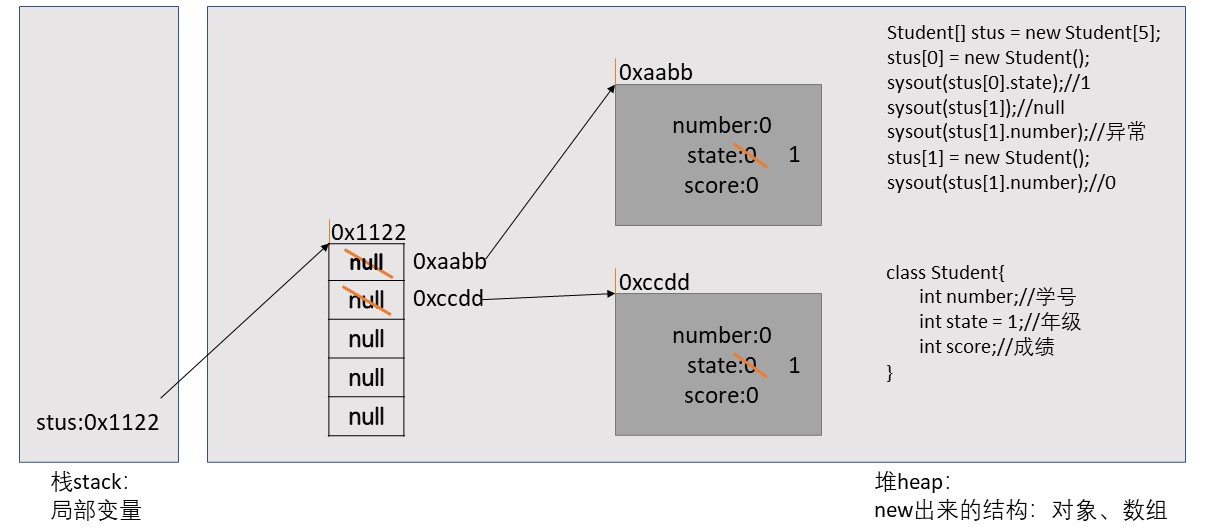 Student[] stus = new Student[5];
stus[0] = new Student();
sysout(stus[0].state);//1
sysout(stus[1]);//null
sysout(stus[1].number);//异常
stus[1] = new Student();
sysout(stus[1].number);//0
0xaabb
number:0
state:0 1
score:0
0x1122
null 0xaabb
null 0xccdd
null
null
null
0xccdd
number:0
state:0 1
score:0
class Student{
int number;//学号
int state = 1;//年级
int score;//成绩
}
stus:0x1122
栈stack：
局部变量
堆heap：
new出来的结构：对象、数组